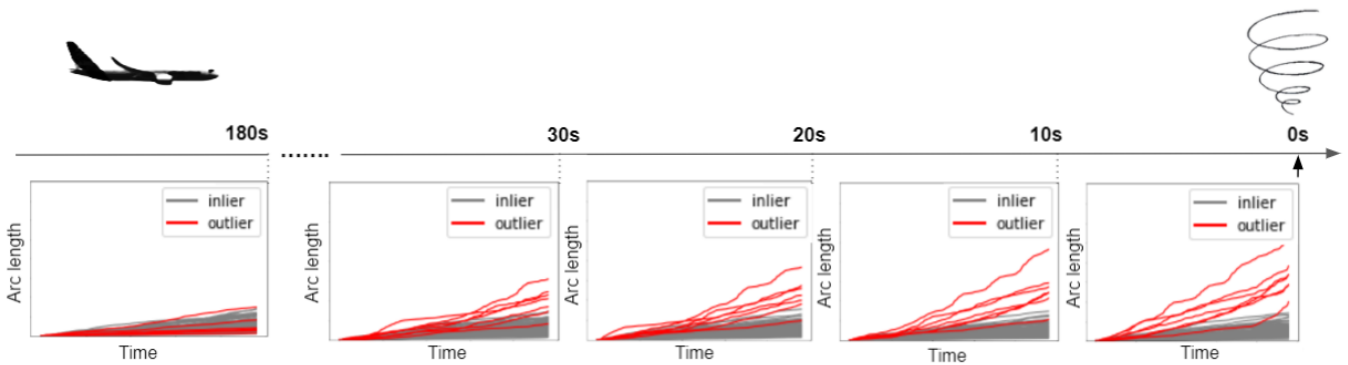 180s
.......
30s
20s
10s
0s
Arc length
inlier
outlier
Time
Arc length
inlier
outlier
Time
Arc length
inlier
outlier
Time
Arc length
inlier
outlier
Time
Arc length
inlier
outlier
Time